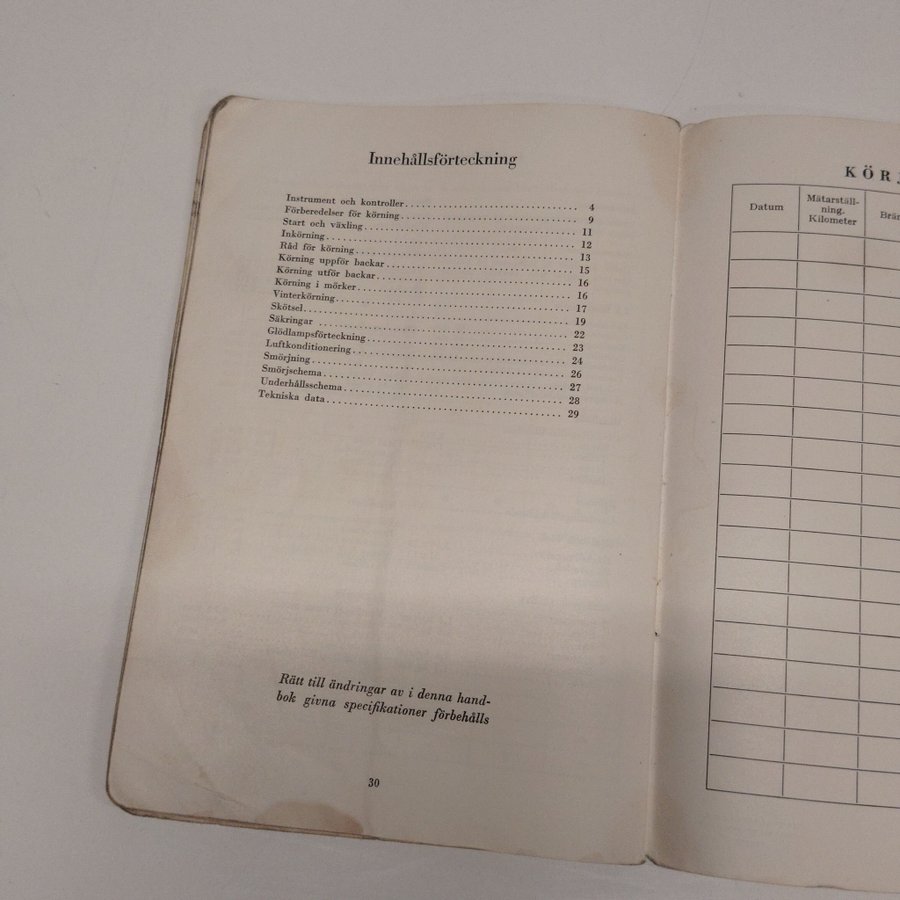 Innehållsförteckning
Instrument och kontroller 4
Förberedelser för körning 9
Start och växling 11
Inkörning 12
Råd för körning 13
Körning uppför backar 15
Körning utför backar 16
Körning i mörker 16
Vinterkörning 17
Skötsel 19
Säkringar 22
Glödlampsförteckning 23
Luftkonditionering 24
Smörjning 26
Smörjschema 27
Underhållsschema 28
Tekniska data 29
Rätt till ändringar av i denna hand-
bok givna specifikationer förbehålls
30
Datum
Mätarställ-
ning.
Kilometer